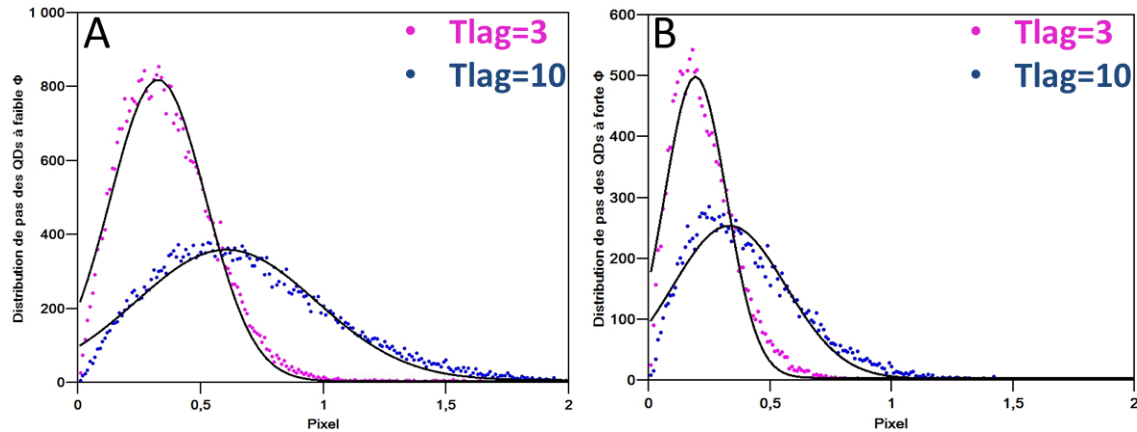 A
Tlag=3
Tlag=10
Distribution de pas des QDs à faible Φ
1 000
800
600
400
200
0
0
0,5
1
1,5
2
Pixel
B
Tlag=3
Tlag=10
Distribution de pas des QDs à forte Φ
600
500
400
300
200
100
0
0
0,5
1
1,5
2
Pixel